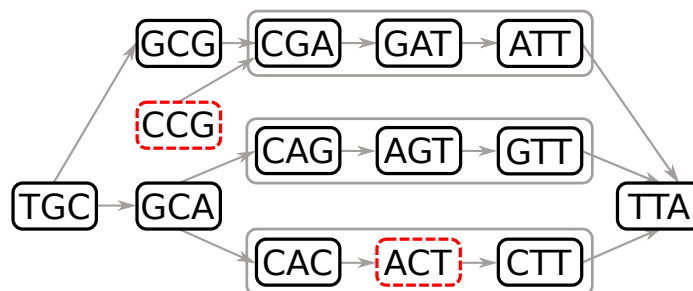 GCG CGA GAT ATT
CCG
CAG AGT GTT
TGC GCA TTA
CAC ACT CTT